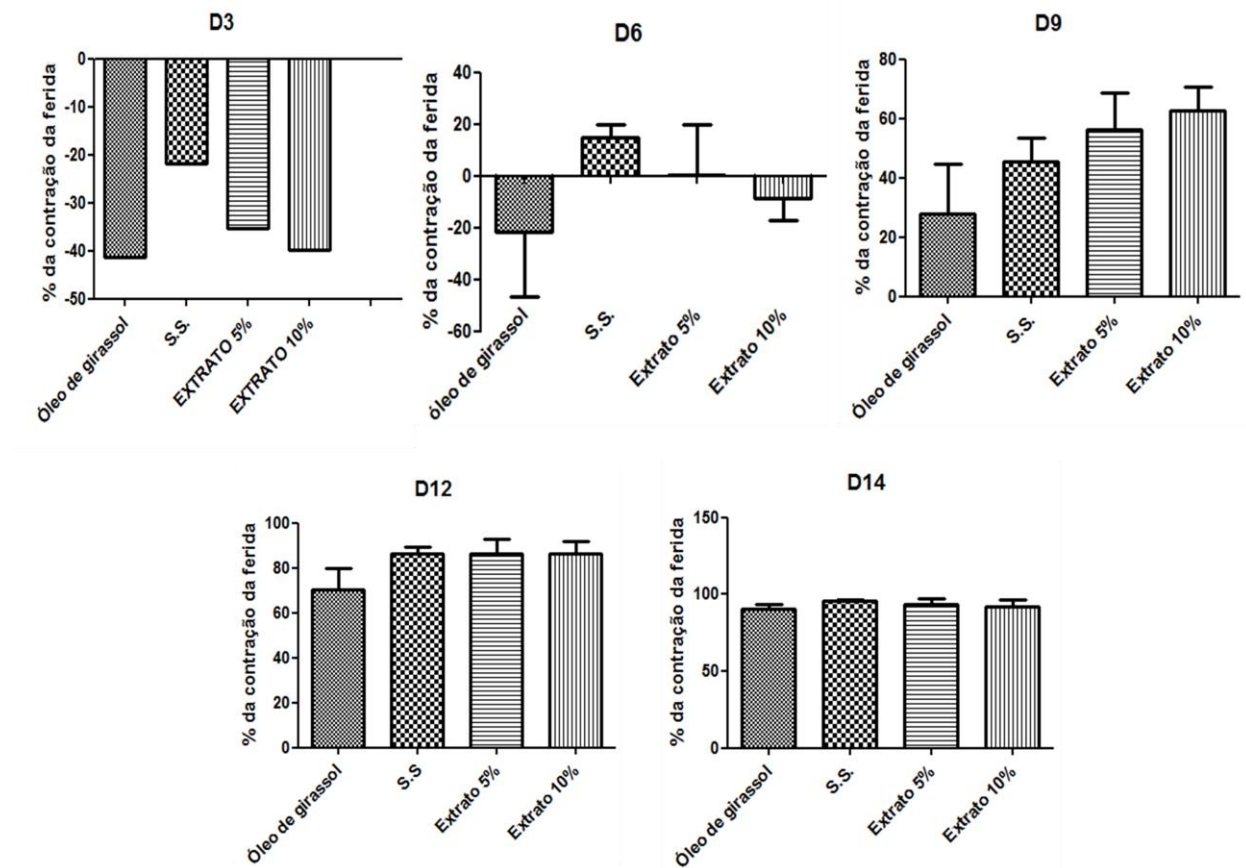 D3
% da contração da ferida
0
-10
-20
-30
-40
-50
Óleo de girassol
S.S.
EXTRATO 5%
EXTRATO 10%
D6
% da contração da ferida
40
20
0
-20
-40
-60
óleo de girassol
S.S.
Extrato 5%
Extrato 10%
D9
% da contração da ferida
80
60
40
20
0
Óleo de girassol
S.S.
Extrato 5%
Extrato 10%
D12
% da contração da ferida
100
80
60
40
20
0
Óleo de girassol
S.S
Extrato 5%
Extrato 10%
D14
% da contração da ferida
150
100
50
0
Óleo de girassol
S.S.
Extrato 5%
Extrato 10%